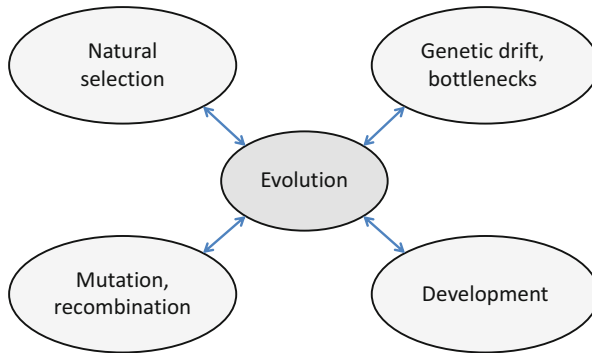 Natural
selection
Genetic drift,
bottlenecks
Evolution
Mutation,
recombination
Development